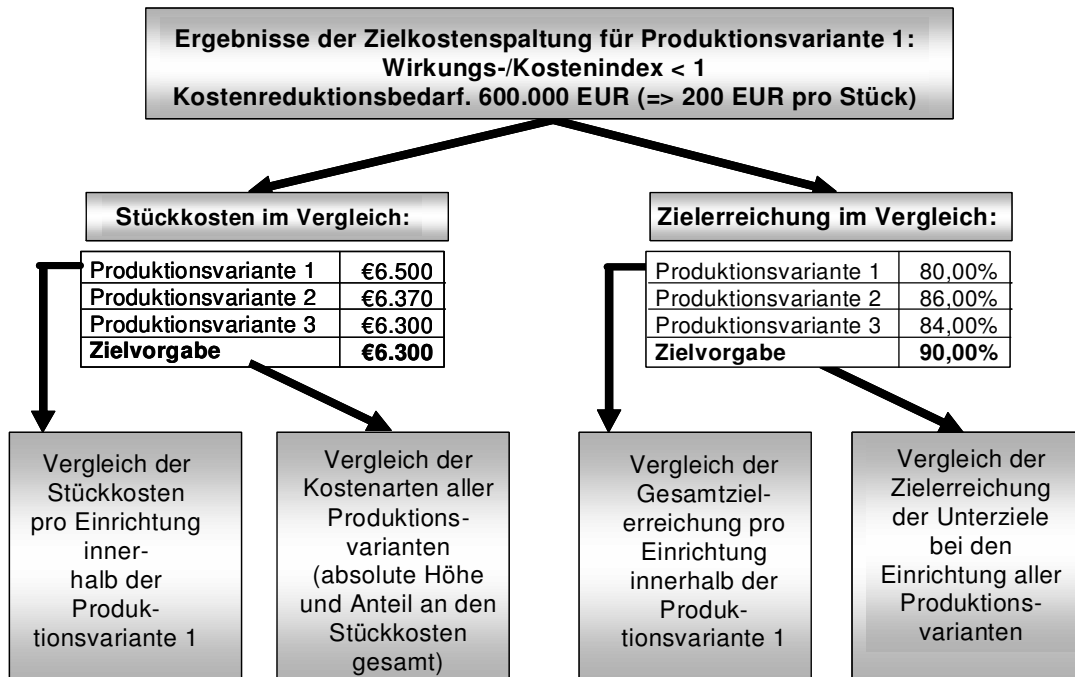 Ergebnisse der Zielkostenspaltung für Produktionsvariante 1:
Wirkungs-/Kostenindex < 1
Kostenreduktionsbedarf. 600.000 EUR (=> 200 EUR pro Stück)
Stückkosten im Vergleich:
Produktionsvariante 1 €6.500
Produktionsvariante 2 €6.370
Produktionsvariante 3 €6.300
Zielvorgabe €6.300
Zielerreichung im Vergleich:
Produktionsvariante 1 80,00%
Produktionsvariante 2 86,00%
Produktionsvariante 3 84,00%
Zielvorgabe 90,00%
Vergleich der
Stückkosten
pro Einrichtung
inner-
halb der
Produk-
tionsvariante 1
Vergleich der
Kostenarten aller
Produktions-
varianten
(absolute Höhe
und Anteil an den
Stückkosten
gesamt)
Vergleich der
Gesamtziel-
erreichung pro
Einrichtung
innerhalb der
Produk-
tionsvariante 1
Vergleich der
Zielerreichung
der Unterziele
bei den
Einrichtung aller
Produktions-
varianten